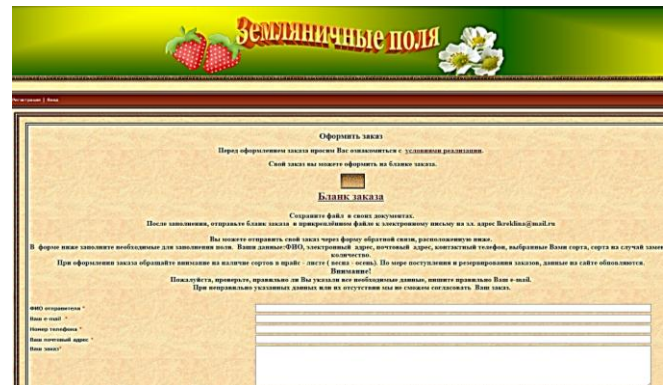 Земляничные поля
Регистрация | Вход
Оформить заказ
Перед оформлением заказа просим Вас ознакомиться с условиями реализации.
Свой заказ вы можете оформить на бланке заказа.
Бланк заказа
Сохраните файл в своих документах.
После заполнения, отправьте бланк заказа в прикреплённом файле к электронному письму на эл. адрес lkreklina@mail.ru
Вы можете отправить свой заказ через форму обратной связи, расположенную ниже.
В форме ниже заполните необходимые для заполнения поля. Ваши данные:ФИО, электронный адрес, почтовый адрес, контактный телефон, выбранные Вами сорта, сорта на случай заме
количество.
При оформлении заказа обращайте внимание на наличие сортов в прайс - листе ( весна - осень). По мере поступления и резервирования заказов, данные на сайте обновляются.
Внимание!
Пожалуйста, проверьте, правильно ли Вы указали все необходимые данные, пишите правильно Ваш e-mail.
При неправильно указанных данных или их отсутствии мы не сможем согласовать Ваш заказ.
ФИО отправителя *
Ваш e-mail *
Номер телефона *
Ваш почтовый адрес *
Ваш заказ*